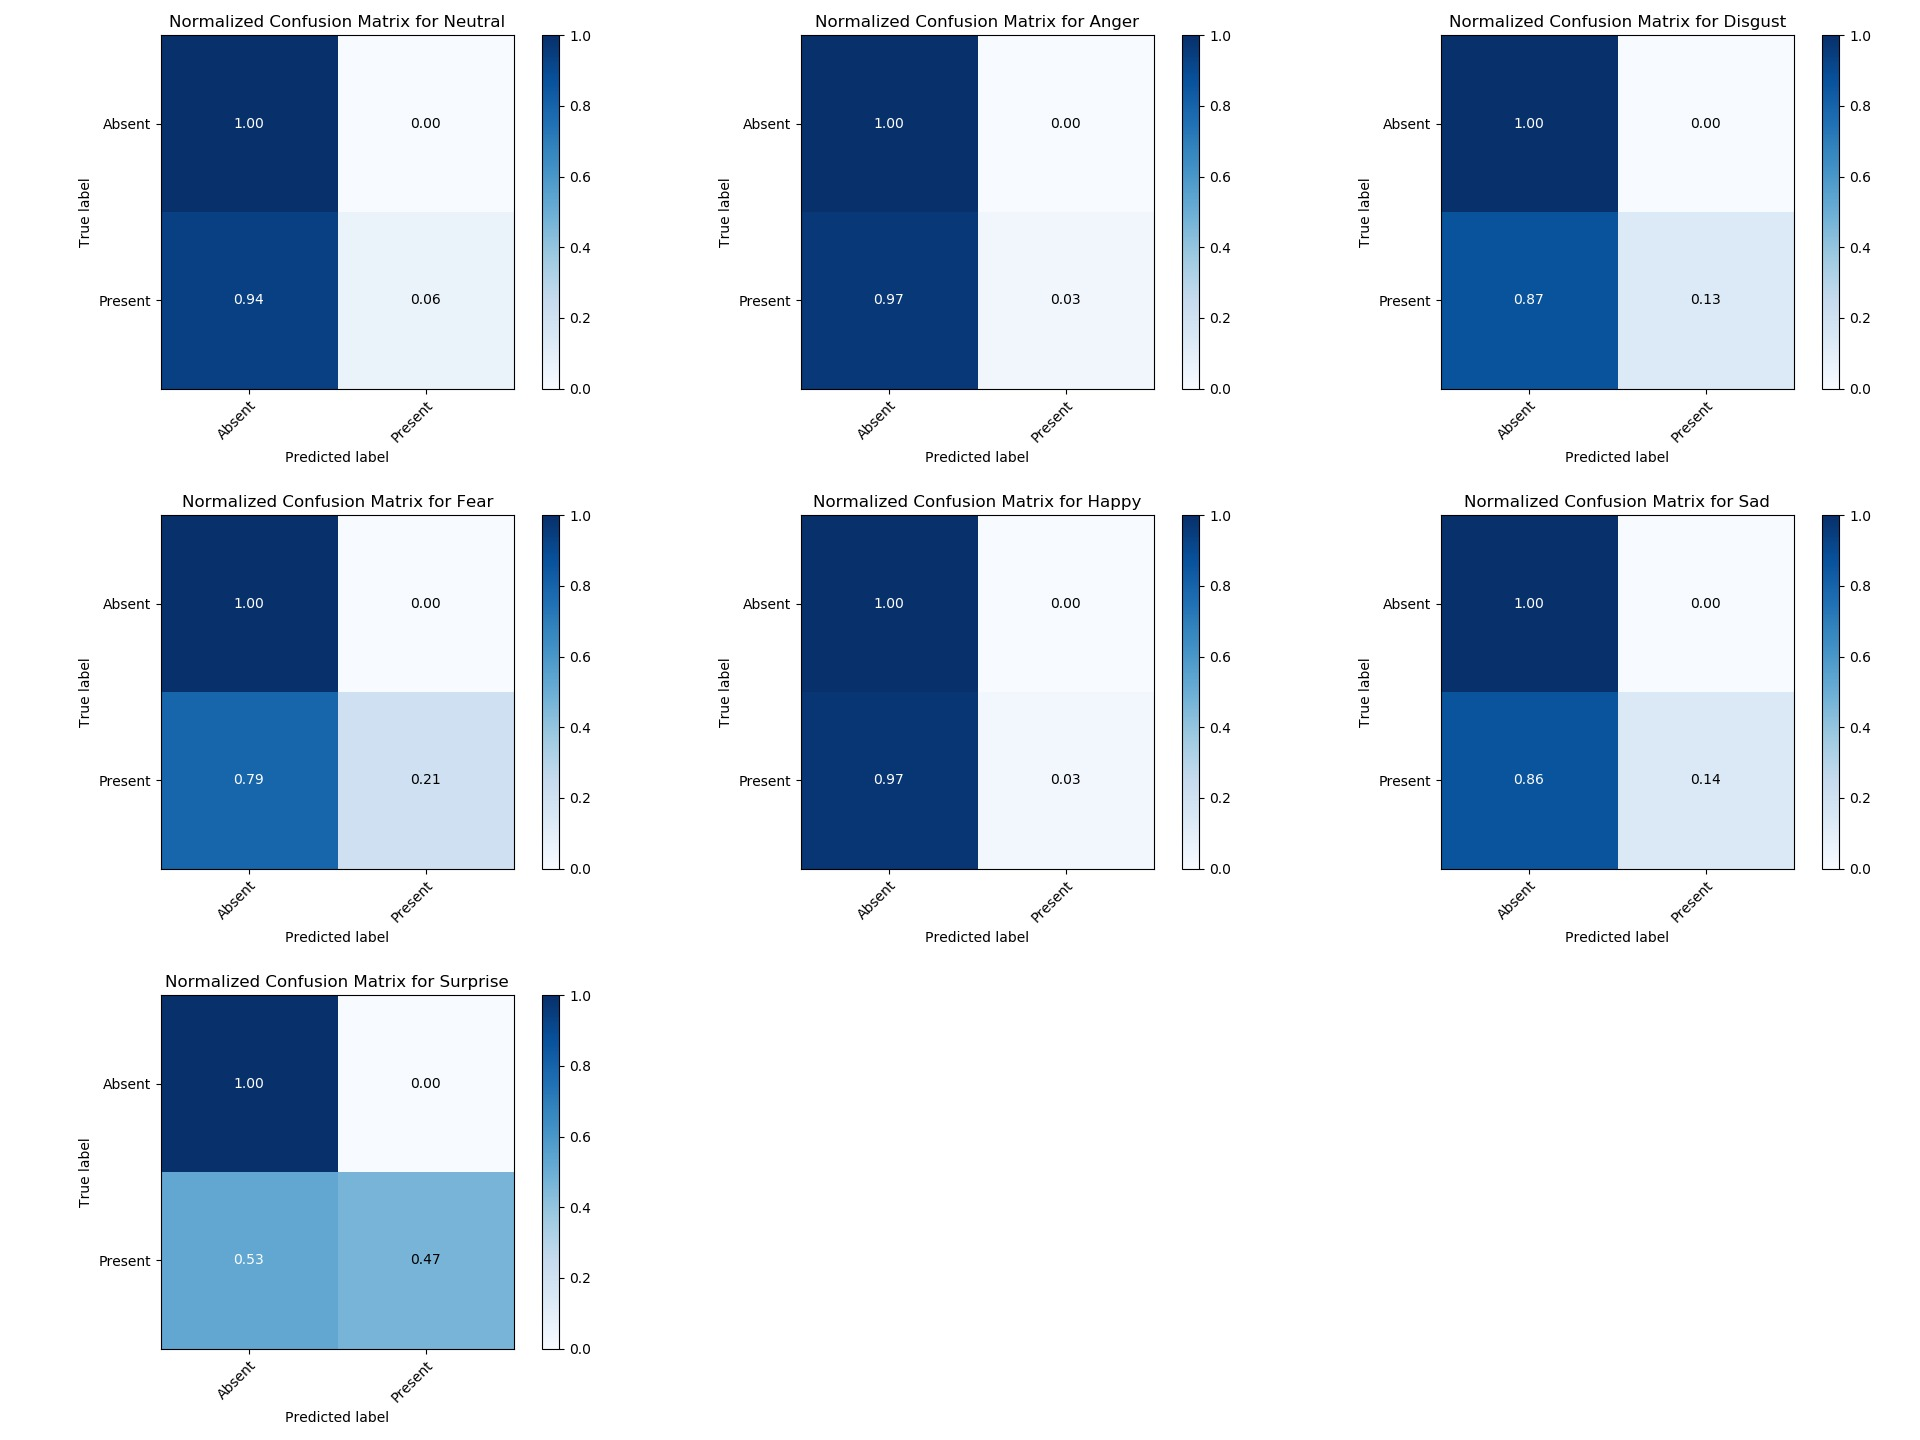 Normalized Confusion Matrix for Neutral
1.0
0.8
0.6
0.4
0.2
0.0
True label
Absent
1.00
0.00
Present
0.94
0.06
Absent
Present
Predicted label
Normalized Confusion Matrix for Anger
1.0
0.8
0.6
0.4
0.2
0.0
True label
Absent
1.00
0.00
Present
0.97
0.03
Absent
Present
Predicted label
Normalized Confusion Matrix for Disgust
1.0
0.8
0.6
0.4
0.2
0.0
True label
Absent
1.00
0.00
Present
0.87
0.13
Absent
Present
Predicted label
Normalized Confusion Matrix for Fear
1.0
0.8
0.6
0.4
0.2
0.0
True label
Absent
1.00
0.00
Present
0.79
0.21
Absent
Present
Predicted label
Normalized Confusion Matrix for Happy
1.0
0.8
0.6
0.4
0.2
0.0
True label
Absent
1.00
0.00
Present
0.97
0.03
Absent
Present
Predicted label
Normalized Confusion Matrix for Sad
1.0
0.8
0.6
0.4
0.2
0.0
True label
Absent
1.00
0.00
Present
0.86
0.14
Absent
Present
Predicted label
Normalized Confusion Matrix for Surprise
1.0
0.8
0.6
0.4
0.2
0.0
True label
Absent
1.00
0.00
Present
0.53
0.47
Absent
Present
Predicted label